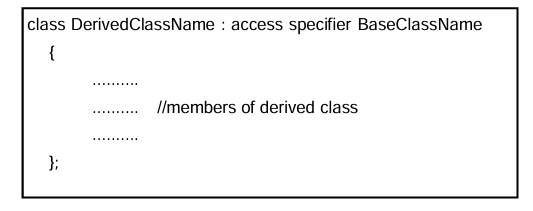 class DerivedClassName : access specifier BaseClassName
{
..........
.......... //members of derived class
..........
};